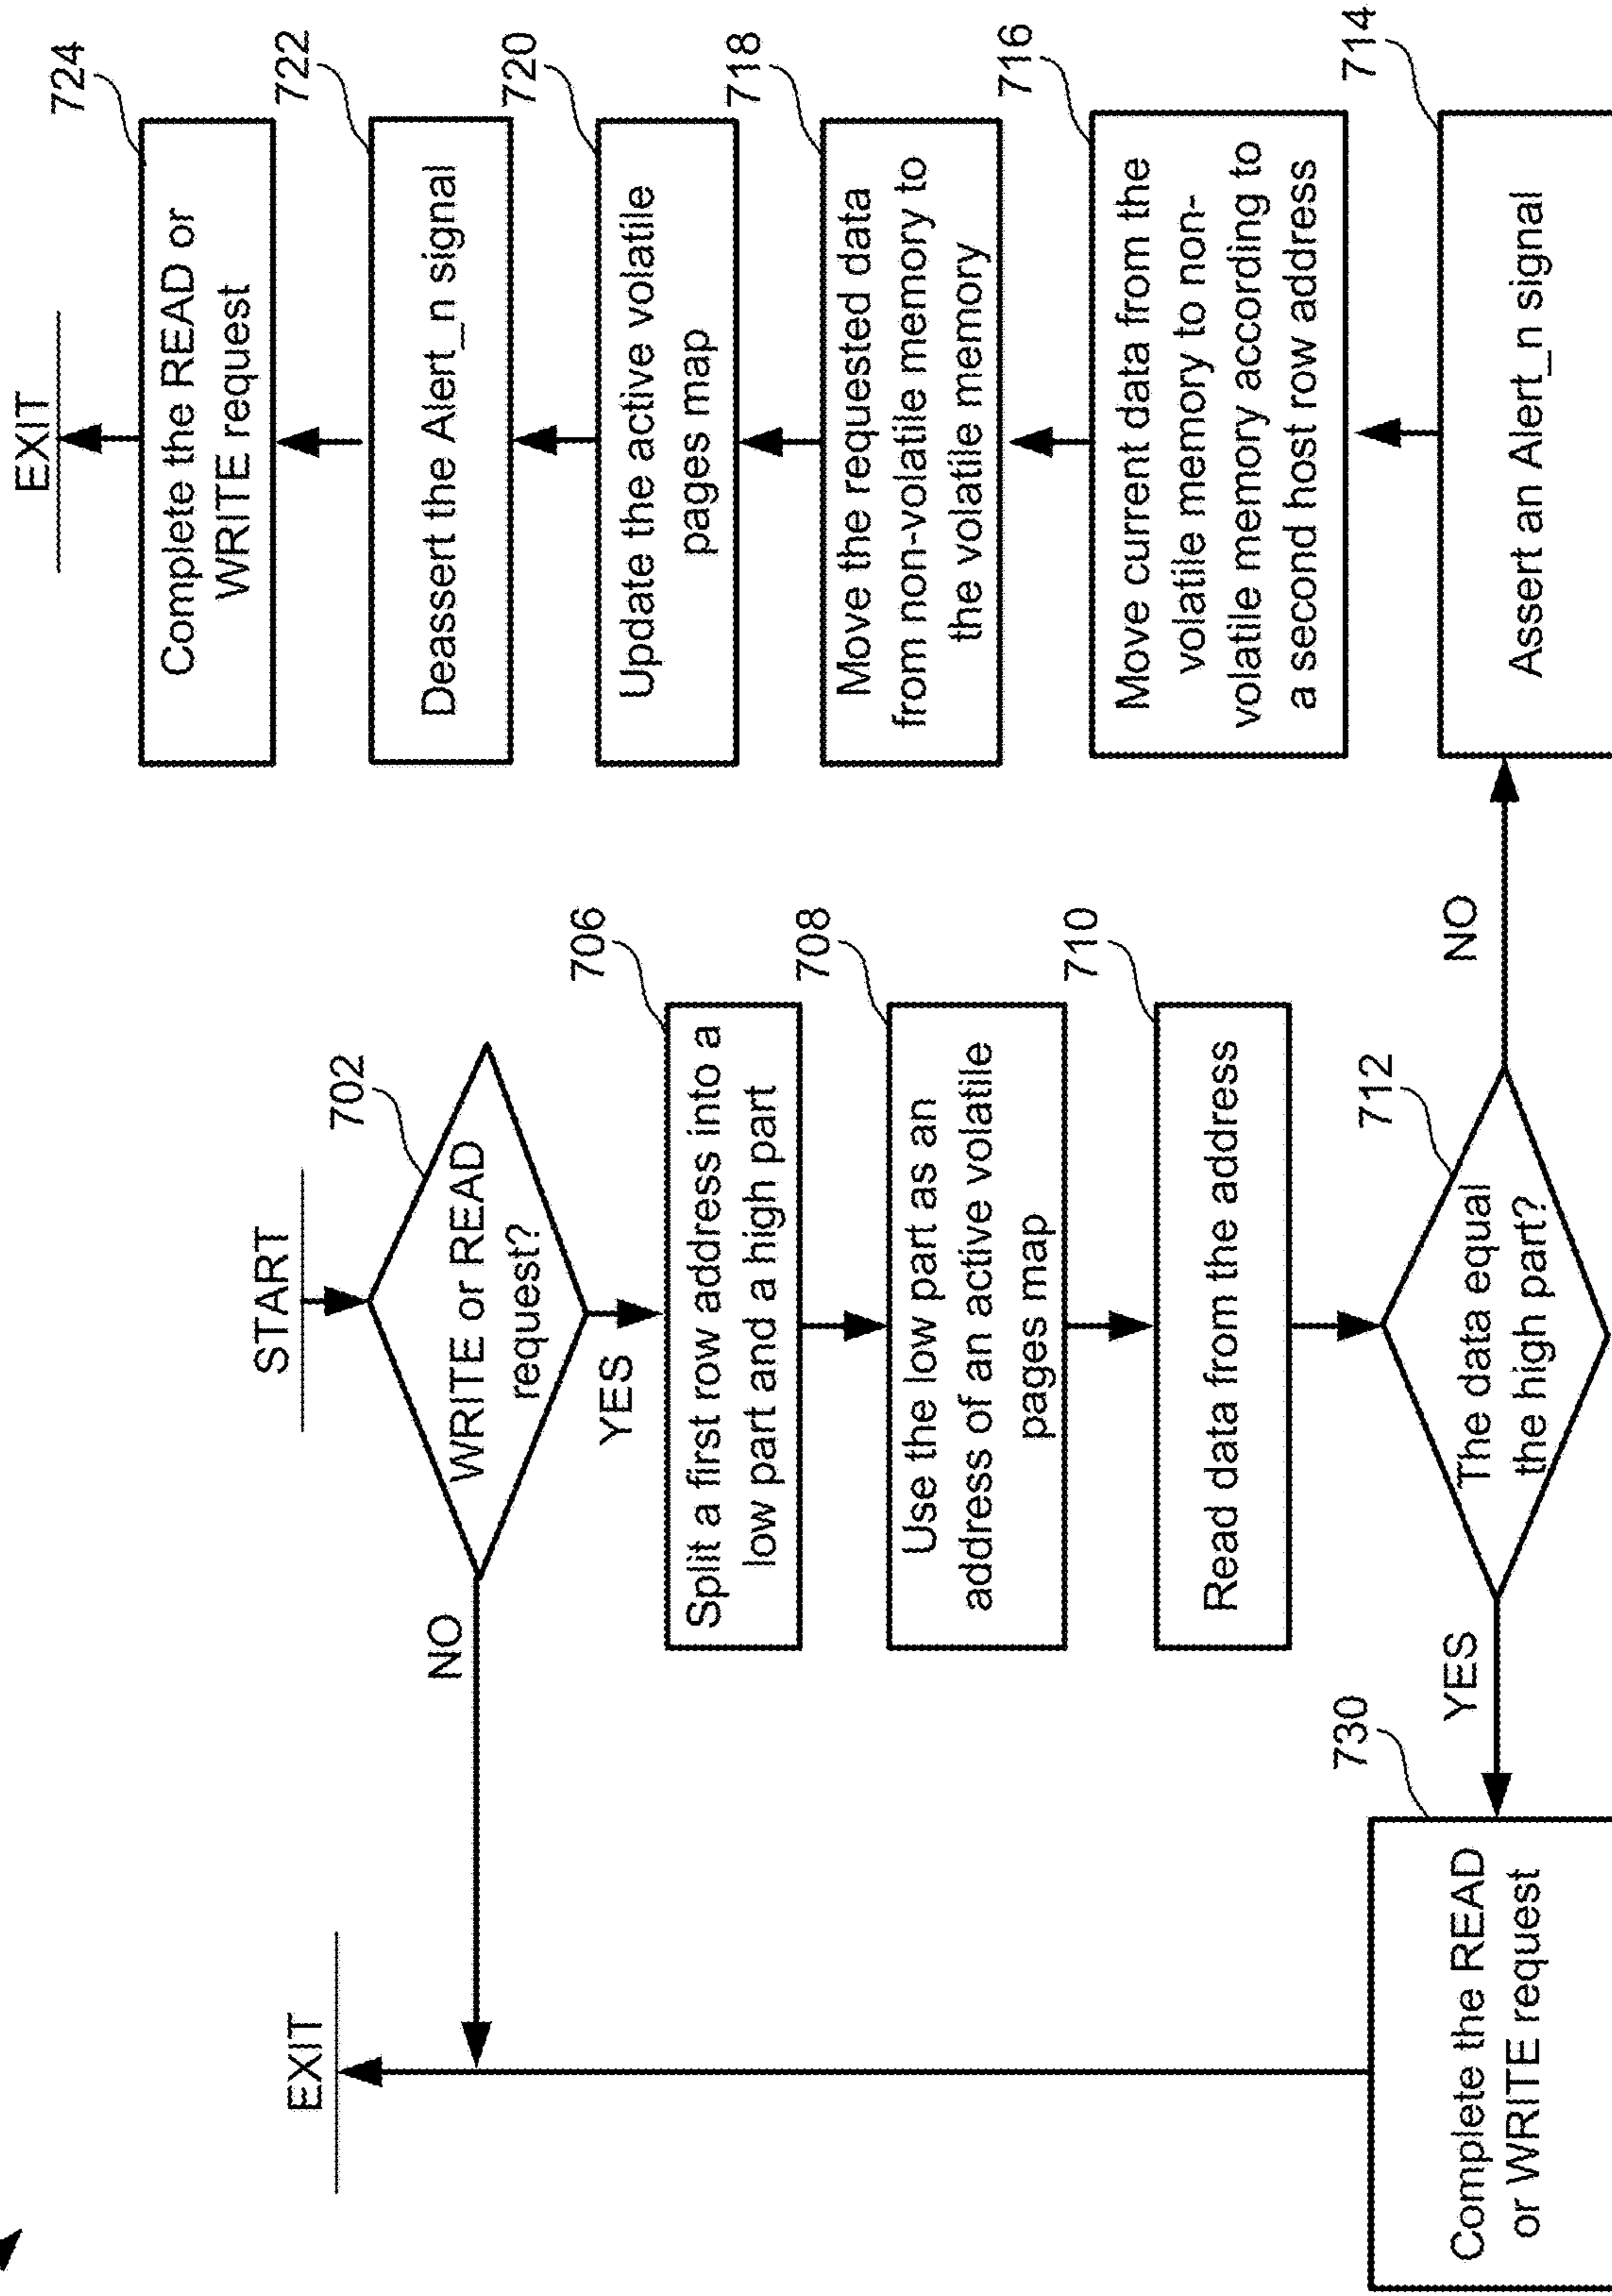 START
702
WRITE or READ
request?
NO
YES
EXIT
706
Split a first row address into a
low part and a high part
708
Use the low part as an
address of an active volatile
pages map
710
Read data from the address
712
The data equal
the high part?
YES
NO
730
Complete the READ
or WRITE request
714
Assert an Alert_n signal
716
Move current data from the
volatile memory to non-
volatile memory according to
a second host row address
718
Move the requested data
from non-volatile memory to
the volatile memory
720
Update the active volatile
pages map
722
Deassert the Alert_n signal
724
Complete the READ or
WRITE request
EXIT